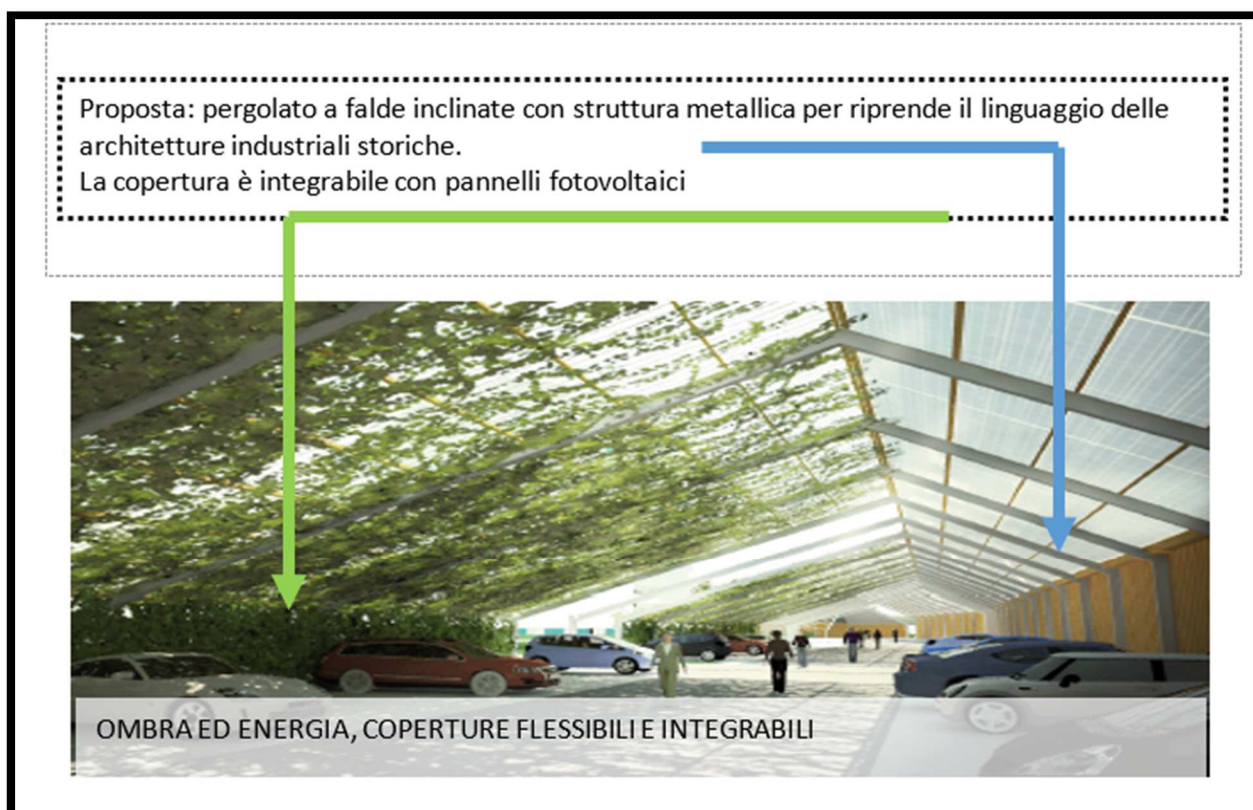 Proposta: pergolato a falde inclinate con struttura metallica per riprende il linguaggio delle
architetture industriali storiche.
La copertura è integrabile con pannelli fotovoltaici
OMBRA ED ENERGIA, COPERTURE FLESSIBILI E INTEGRABILI